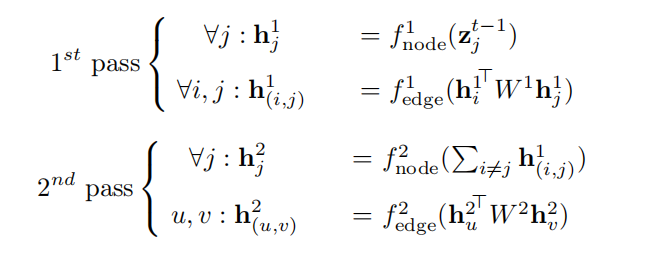 ∀j : h_j^1 = f_node^1(z_j^{t−1})
1^{st} pass {
∀i, j : h_{(i,j)}^1 = f_edge^1(h_i^{1⊤} W^1 h_j^1)
∀j : h_j^2 = f_node^2(∑_{i≠j} h_{(i,j)}^1)
2^{nd} pass {
u, v : h_{(u,v)}^2 = f_edge^2(h_u^{2⊤} W^2 h_v^2)